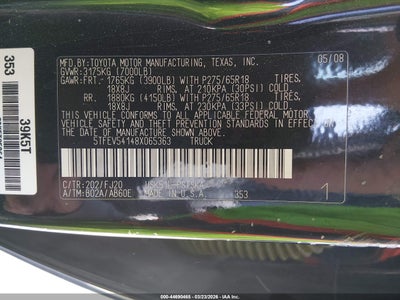 MFD.BY:TOYOTA MOTOR MANUFACTURING, TEXAS, INC.
GVWR:3175KG (7000LB) 05/08
GAWR:FRT. 1765KG (3900LB) WITH P275/65R18 TIRES,
18X8J RIMS, AT 210KPA (30PSI) COLD
RR. 1880KG (4150LB) WITH P275/65R18 TIRES,
18X8J RIMS, AT 230KPA (33PSI) COLD
THIS VEHICLE CONFORMS TO ALL APPLICABLE FEDERAL MOTOR
VEHICLE SAFETY AND THEFT PREVENTION STANDARDS IN
EFFECT ON THE DATE OF MANUFACTURE SHOWN ABOVE.
5TFEV54148X065363 TRUCK
C/TR:202/FJ20
A/TM:B02A/AB60E MADE IN U.S.A. 353
1
353
39K5T
000-44690465 - 03/23/2026 - IAAHOLDINGS, LLC